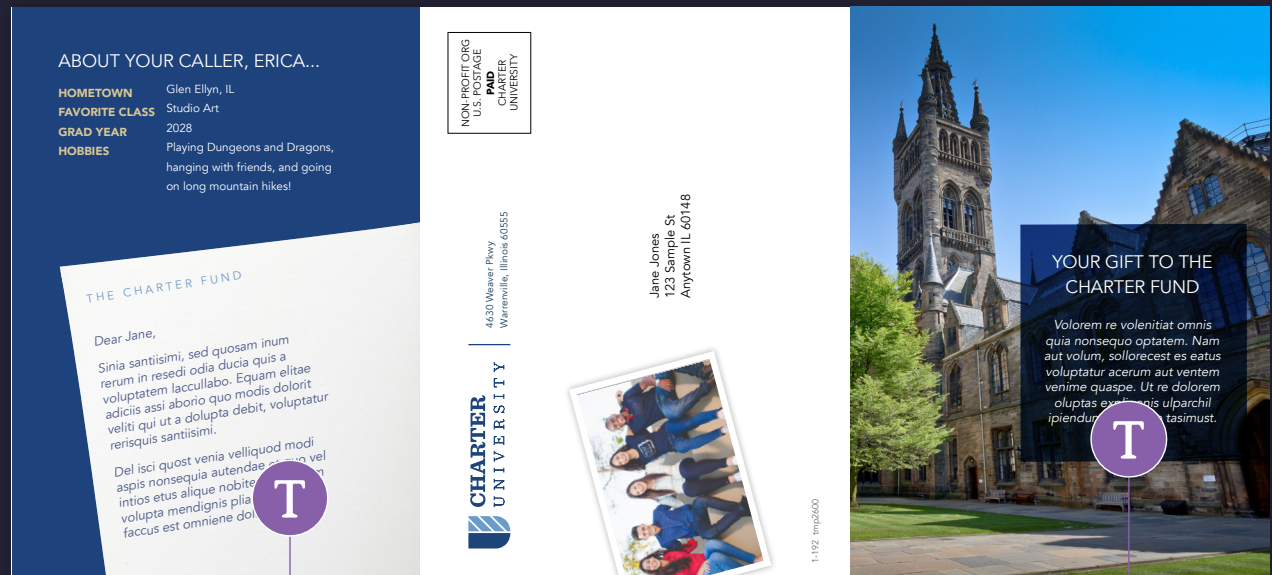 ABOUT YOUR CALLER, ERICA...
HOMETOWN Glen Ellyn, IL
FAVORITE CLASS Studio Art
GRAD YEAR 2028
HOBBIES Playing Dungeons and Dragons,
hanging with friends, and going
on long mountain hikes!
THE CHARTER FUND
Dear Jane,
Sinia santiisimi, sed quosam inum
rerum in resedi odia ducia quis a
voluptatem laccullabo. Equam elitae
adiciis assi aborio quo modis dolorit
veliti qui ut a dolupta debit, voluptatur
rerisquis santiisimi.
Del isci quost venia velliquod modi
aspis nonsequia autendae vel
intios etus alique nobite
volupta mendignis plia
faccus est omniene
T
NON-PROFIT ORG
U.S. POSTAGE
PAID
CHARTER
UNIVERSITY
4630 Weaver Pkwy
Warrenville, Illinois 60555
CHARTER
UNIVERSITY
Jane Jones
123 Sample St
Anytown IL 60148
1-192 tmp2600
YOUR GIFT TO THE
CHARTER FUND
Volorem re volenitiat omnis
quia nonsequo optatem. Nam
aut volum, sollorecest es eatus
voluptatur acerum aut ventem
venime quaspe. Ut re dolorem
oluptas ulparchil
tasimust.
T